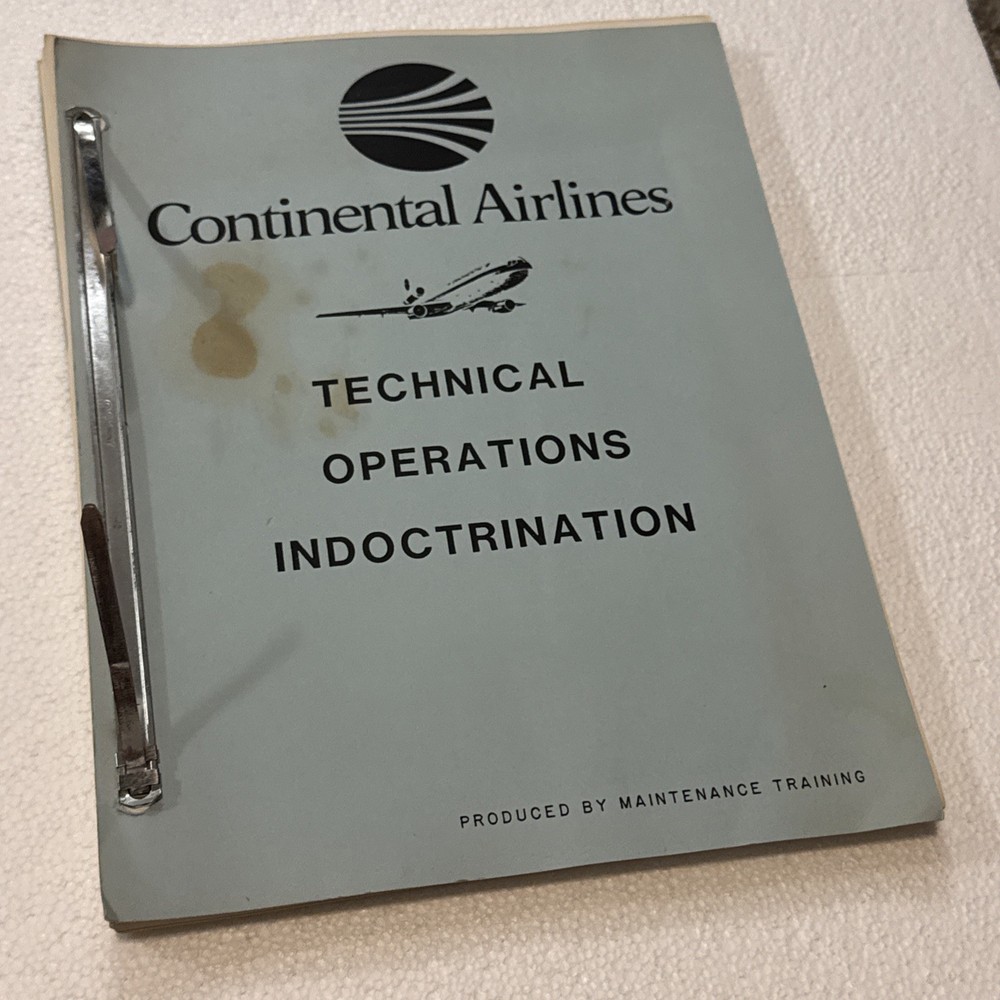 Continental Airlines
TECHNICAL
OPERATIONS
INDOCTRINATION
PRODUCED BY MAINTENANCE TRAINING